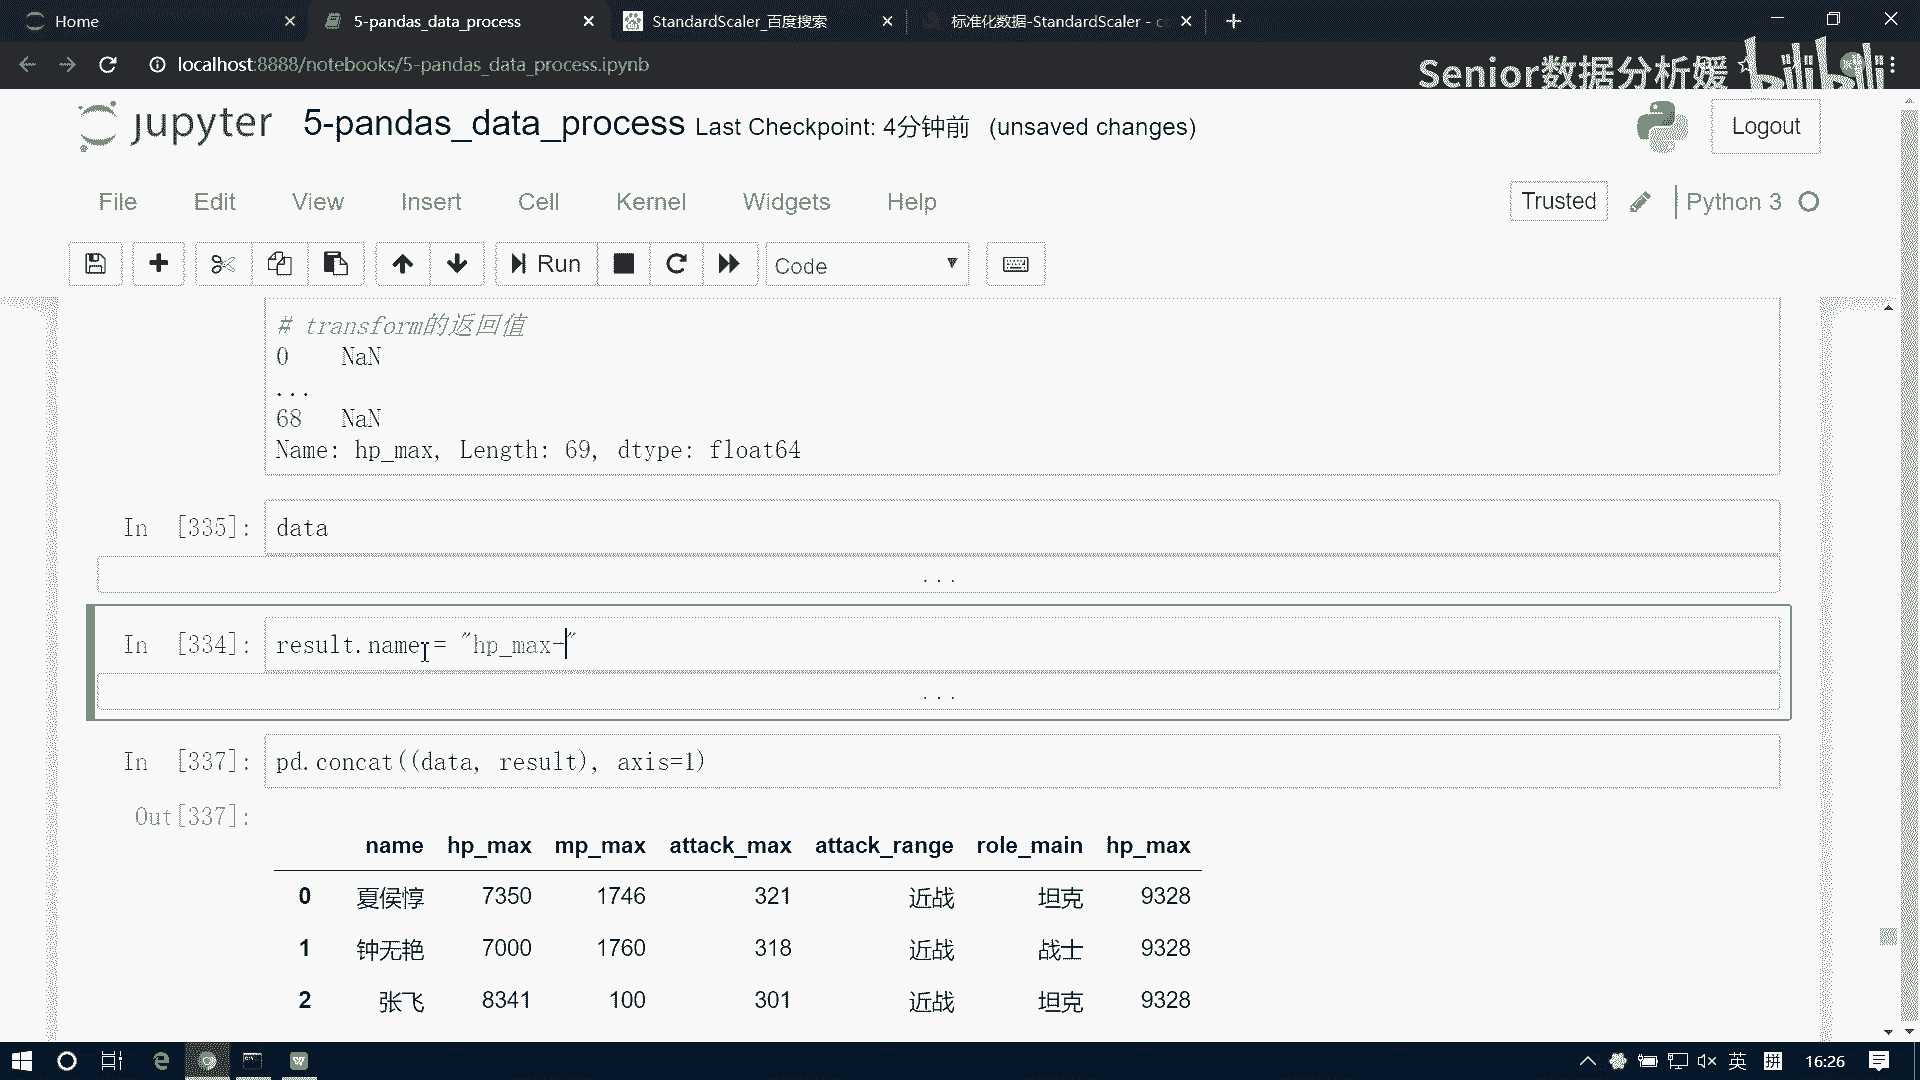 Home
5-pandas_data_process
StandardScaler_百度搜索
标准化数据-StandardScaler - c
localhost:8888/notebooks/5-pandas_data_process.ipynb
Senior数据分析媛
bilibili
jupyter
5-pandas_data_process Last Checkpoint: 4分钟前 (unsaved changes)
Logout
File Edit View Insert Cell Kernel Widgets Help
Trusted
Python 3
Run
Code
# transform的返回值
0 NaN
...
68 NaN
Name: hp_max, Length: 69, dtype: float64
In [335]: data
...
In [334]: result.name = "hp_max-"
...
In [337]: pd.concat((data, result), axis=1)
Out[337]:
name hp_max mp_max attack_max attack_range role_main hp_max
0 夏侯惇 7350 1746 321 近战 坦克 9328
1 钟无艳 7000 1760 318 近战 战士 9328
2 张飞 8341 100 301 近战 坦克 9328
英
拼
16:26